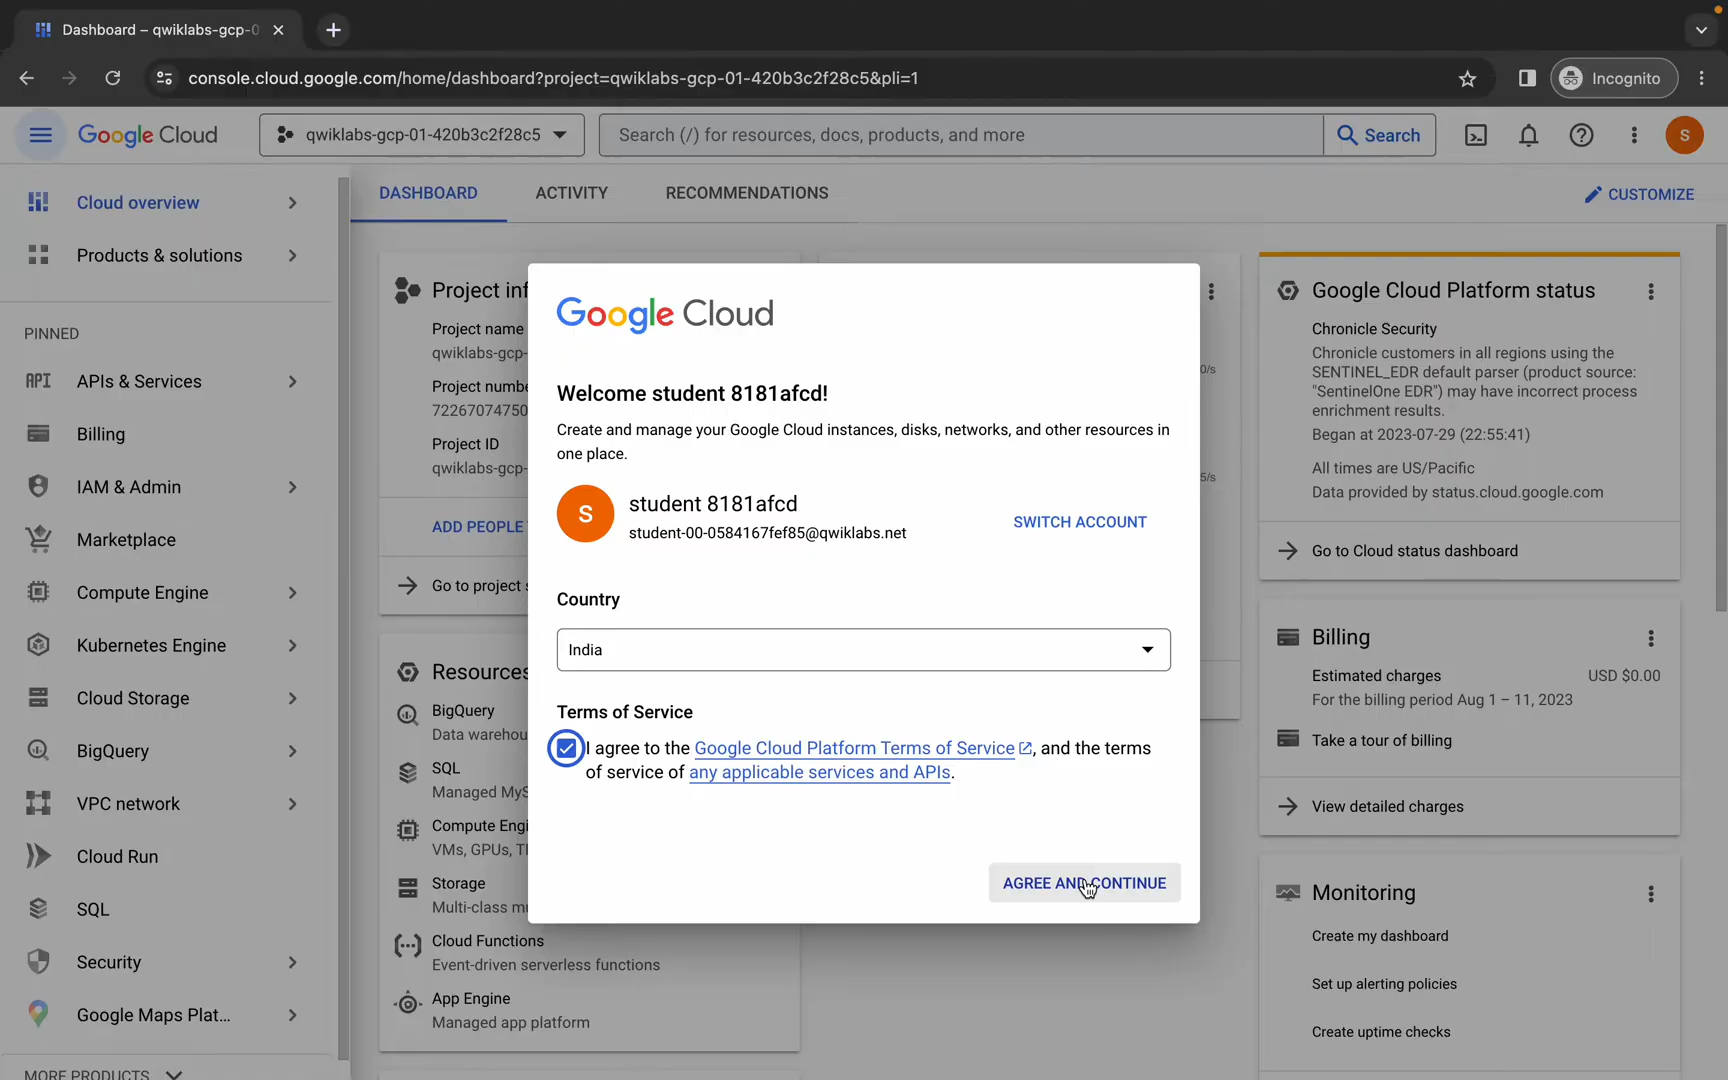 Dashboard – qwiklabs-gcp-0
console.cloud.google.com/home/dashboard?project=qwiklabs-gcp-01-420b3c2f28c5&pli=1
Incognito
Google Cloud
qwiklabs-gcp-01-420b3c2f28c5
Search (/) for resources, docs, products, and more
Search
S
Cloud overview
Products & solutions
PINNED
API APIs & Services
Billing
IAM & Admin
Marketplace
Compute Engine
Kubernetes Engine
Cloud Storage
BigQuery
VPC network
Cloud Run
SQL
Security
Google Maps Plat...
MORE PRODUCTS
DASHBOARD
ACTIVITY
RECOMMENDATIONS
CUSTOMIZE
Project inf
Project name
qwiklabs-gcp-
Project numbe
72267074750
Project ID
qwiklabs-gcp-
ADD PEOPLE
Go to project s
Resources
BigQuery
Data warehou
SQL
Managed MyS
Compute Engi
VMs, GPUs, T
Storage
Multi-class mu
Cloud Functions
Event-driven serverless functions
App Engine
Managed app platform
Google Cloud
Welcome student 8181afcd!
Create and manage your Google Cloud instances, disks, networks, and other resources in
one place.
S
student 8181afcd
student-00-0584167fef85@qwiklabs.net
SWITCH ACCOUNT
Country
India
Terms of Service
I agree to the Google Cloud Platform Terms of Service, and the terms
of service of any applicable services and APIs.
AGREE AND CONTINUE
0/s
5/s
Google Cloud Platform status
Chronicle Security
Chronicle customers in all regions using the
SENTINEL_EDR default parser (product source:
"SentinelOne EDR") may have incorrect process
enrichment results.
Began at 2023-07-29 (22:55:41)
All times are US/Pacific
Data provided by status.cloud.google.com
Go to Cloud status dashboard
Billing
Estimated charges
USD $0.00
For the billing period Aug 1 – 11, 2023
Take a tour of billing
View detailed charges
Monitoring
Create my dashboard
Set up alerting policies
Create uptime checks